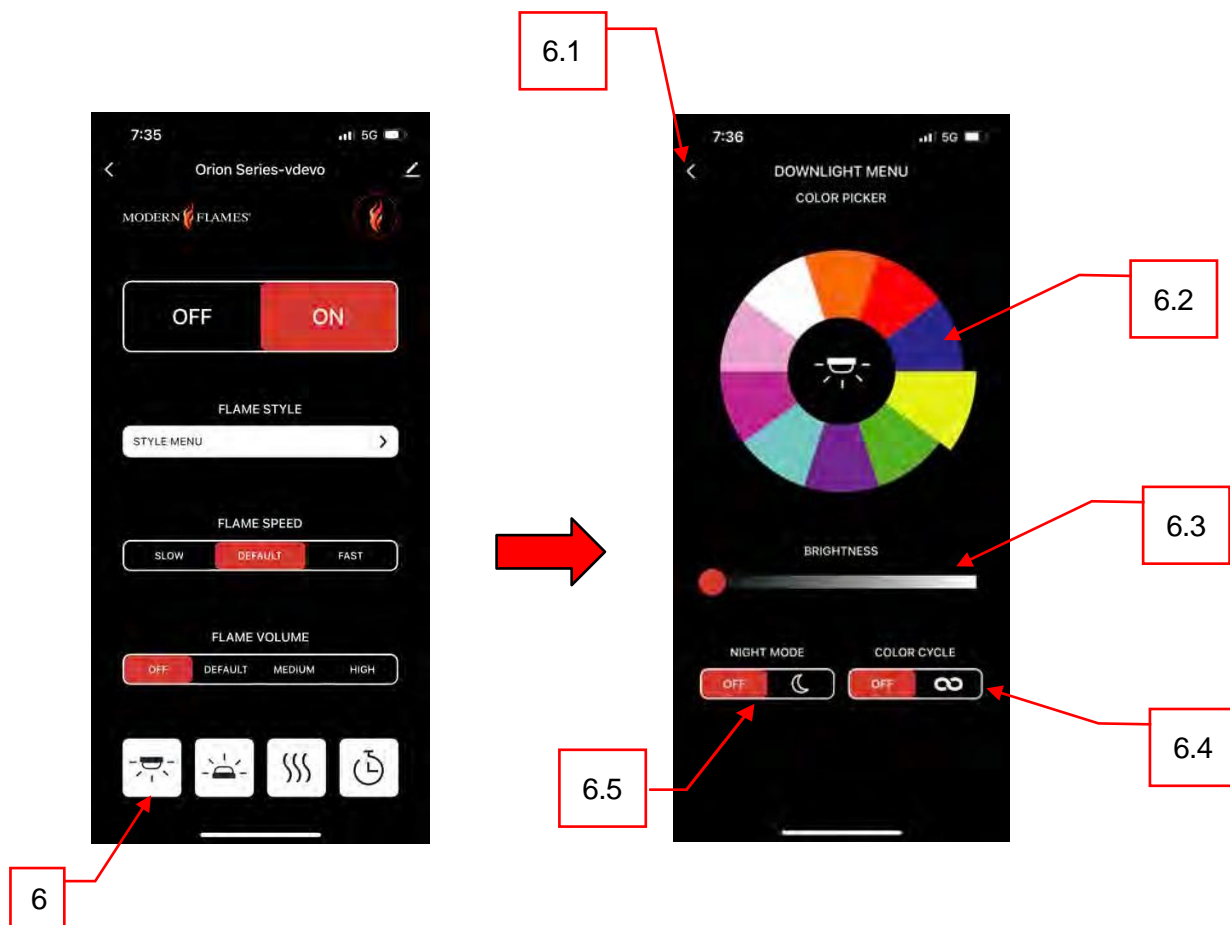 6.1
7:35
5G
Orion Series-vdevo
MODERN FLAMES
OFF
ON
FLAME STYLE
STYLE MENU
FLAME SPEED
SLOW
DEFAULT
FAST
FLAME VOLUME
OFF
DEFAULT
MEDIUM
HIGH
6
7:36
5G
DOWNLIGHT MENU
COLOR PICKER
6.2
BRIGHTNESS
6.3
NIGHT MODE
COLOR CYCLE
OFF
OFF
6.4
6.5